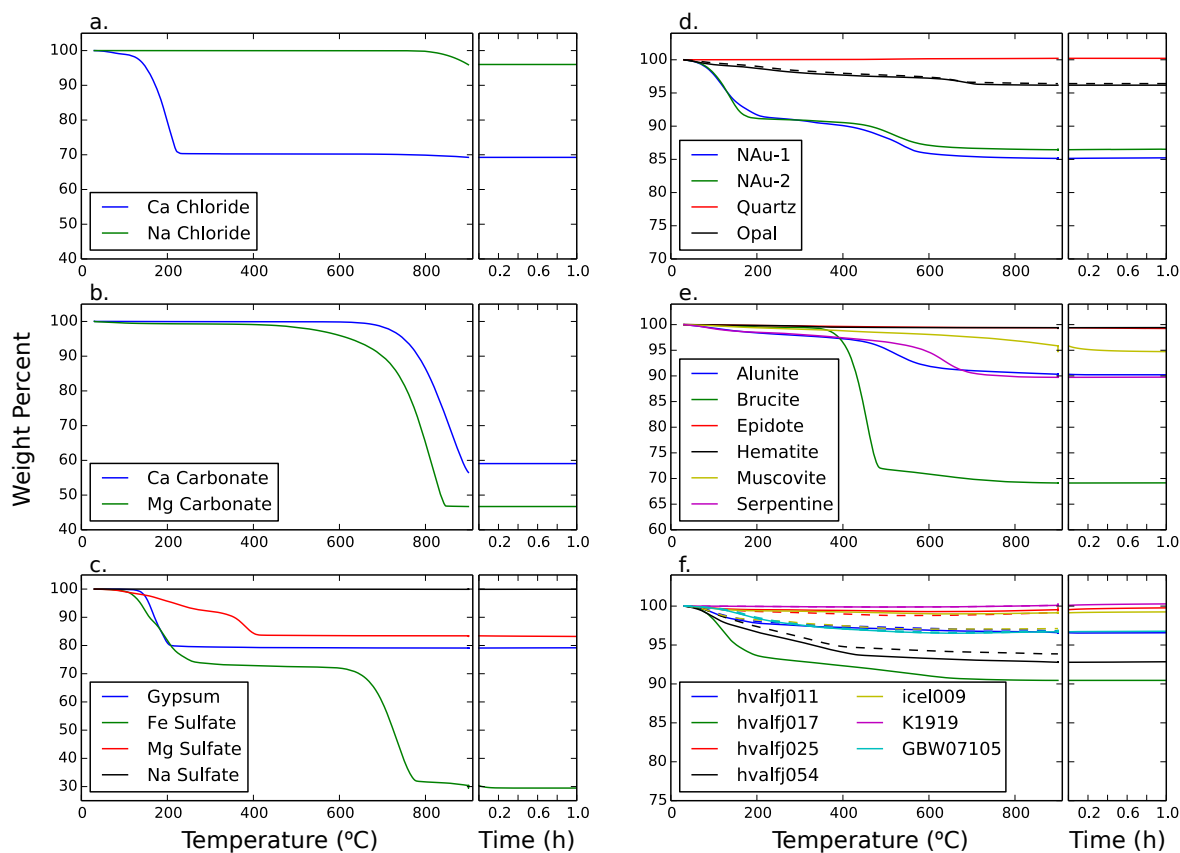 a.
100
90
80
70
60
50
40
Ca Chloride
Na Chloride
0 200 400 600 800
0.2 0.6 1.0
b.
100
90
80
70
60
50
40
Ca Carbonate
Mg Carbonate
0 200 400 600 800
0.2 0.6 1.0
c.
100
90
80
70
60
50
40
30
Gypsum
Fe Sulfate
Mg Sulfate
Na Sulfate
0 200 400 600 800
0.2 0.6 1.0
Temperature (ºC)
Time (h)
Weight Percent
d.
100
95
90
85
80
75
70
NAu-1
NAu-2
Quartz
Opal
0 200 400 600 800
0.2 0.6 1.0
e.
100
95
90
85
80
75
70
65
60
Alunite
Brucite
Epidote
Hematite
Muscovite
Serpentine
0 200 400 600 800
0.2 0.6 1.0
f.
100
95
90
85
80
75
hvalfj011
hvalfj017
hvalfj025
hvalfj054
icel009
K1919
GBW07105
0 200 400 600 800
0.2 0.6 1.0
Temperature (ºC)
Time (h)